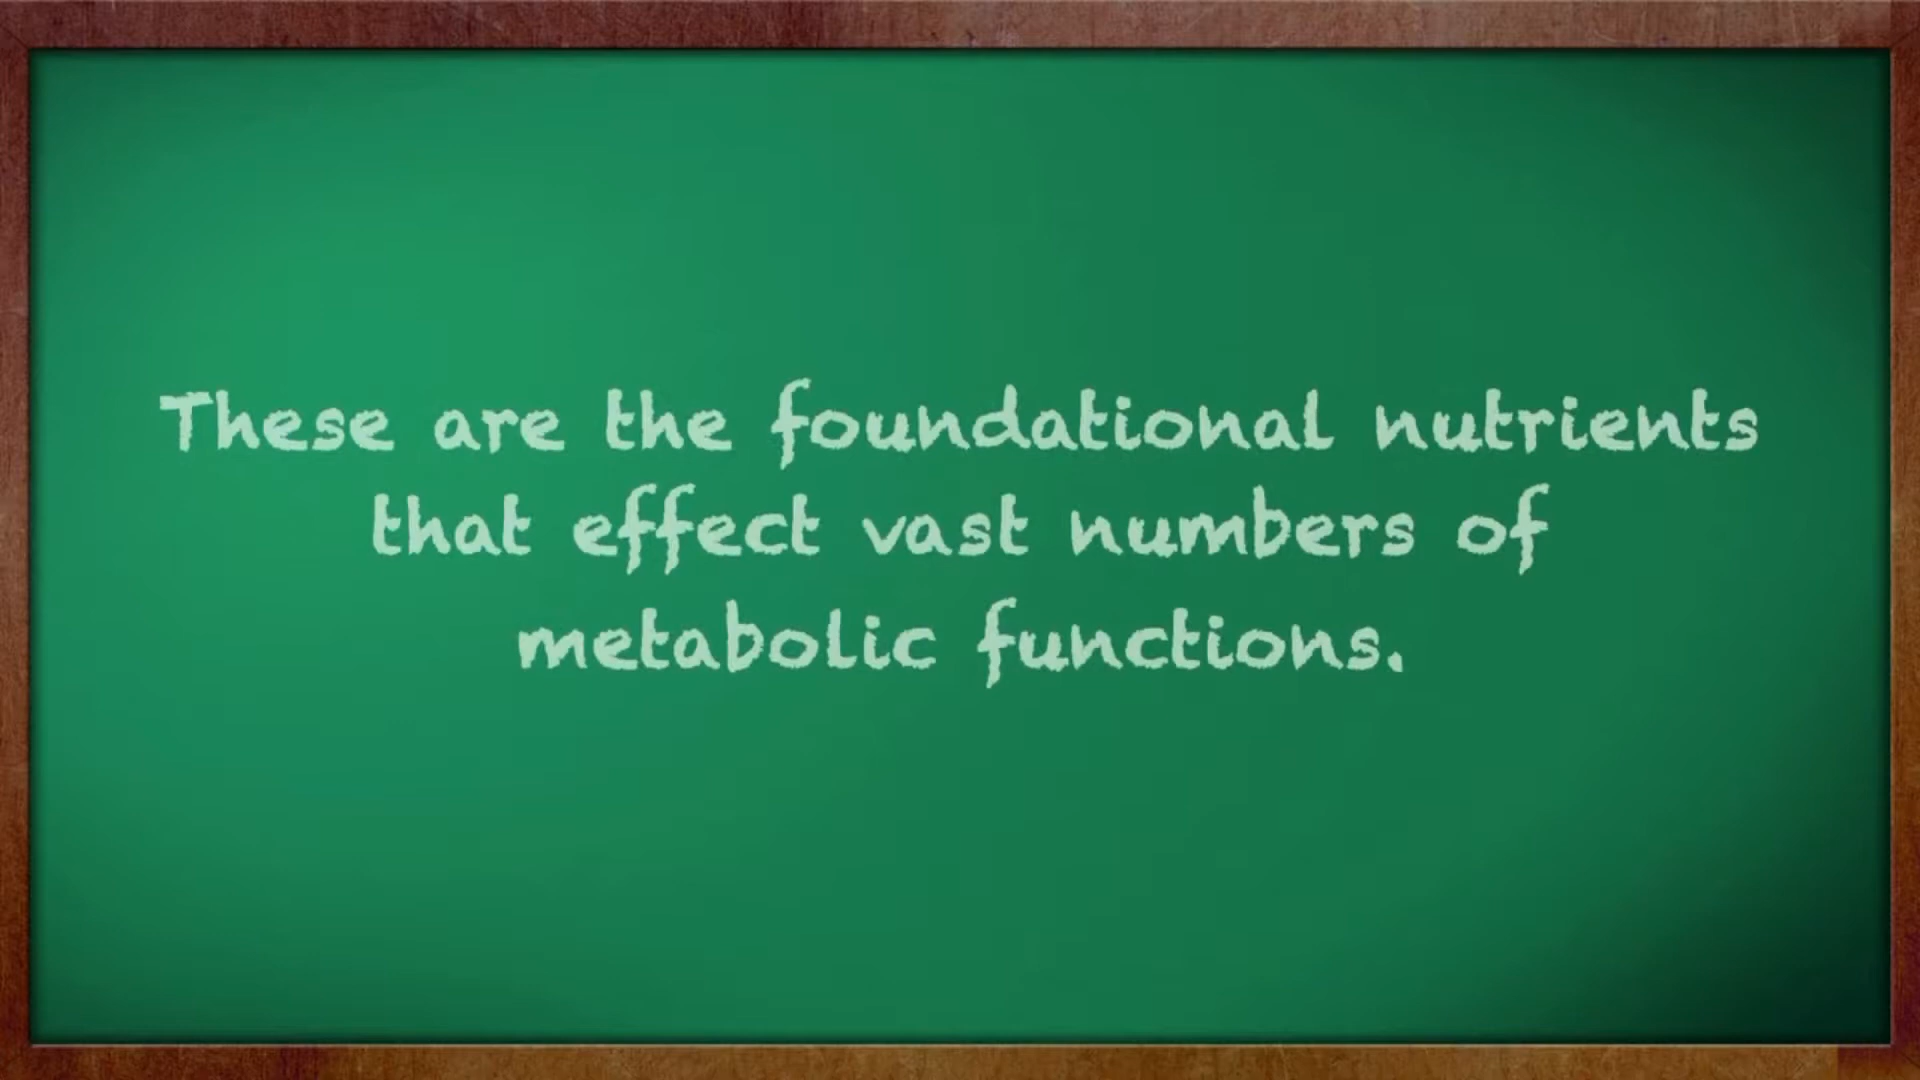 These are the foundational nutrients
that effect vast numbers of
metabolic functions.